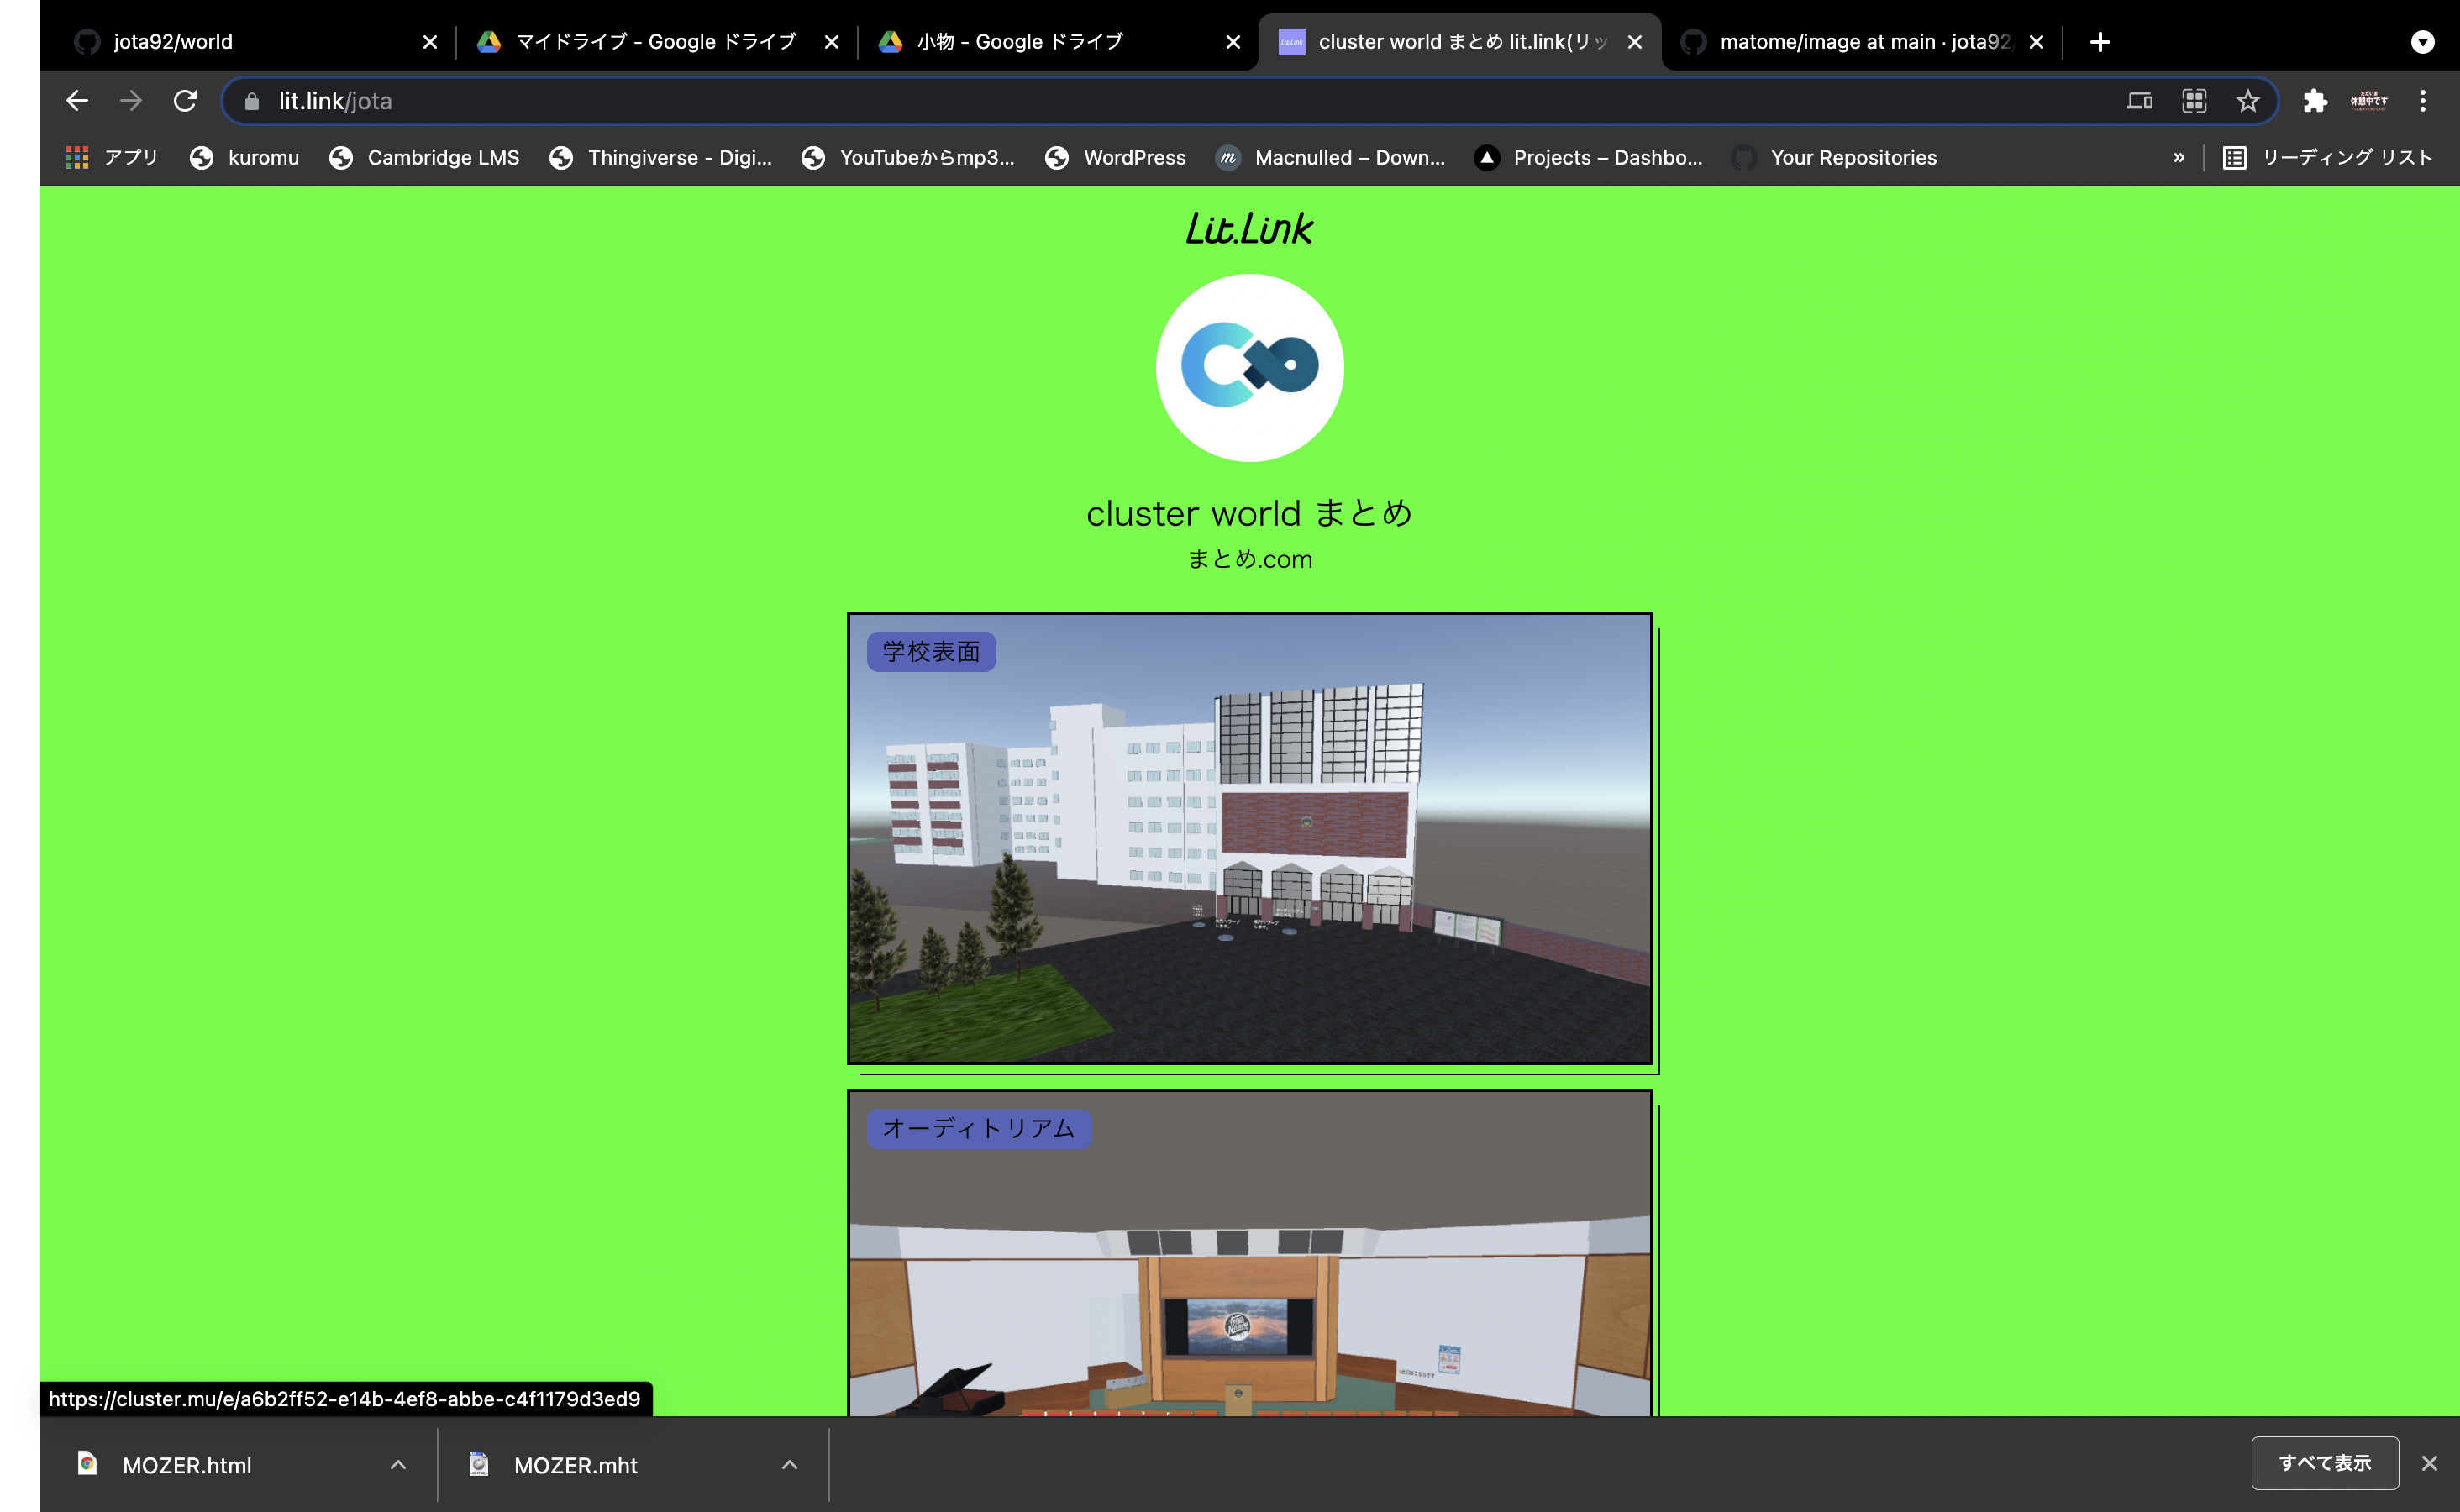 jota92/world
マイドライブ - Google ドライブ
小物 - Google ドライブ
cluster world まとめ lit.link(リッ
matome/image at main · jota92
lit.link/jota
アプリ
kuromu
Cambridge LMS
Thingiverse - Digi...
YouTubeからmp3...
WordPress
Macnulled – Down...
Projects – Dashbo...
Your Repositories
»
リーディング リスト
Lit.Link
cluster world まとめ
まとめ.com
学校表面
オーディトリアム
https://cluster.mu/e/a6b2ff52-e14b-4ef8-abbe-c4f1179d3ed9
MOZER.html
MOZER.mht
すべて表示